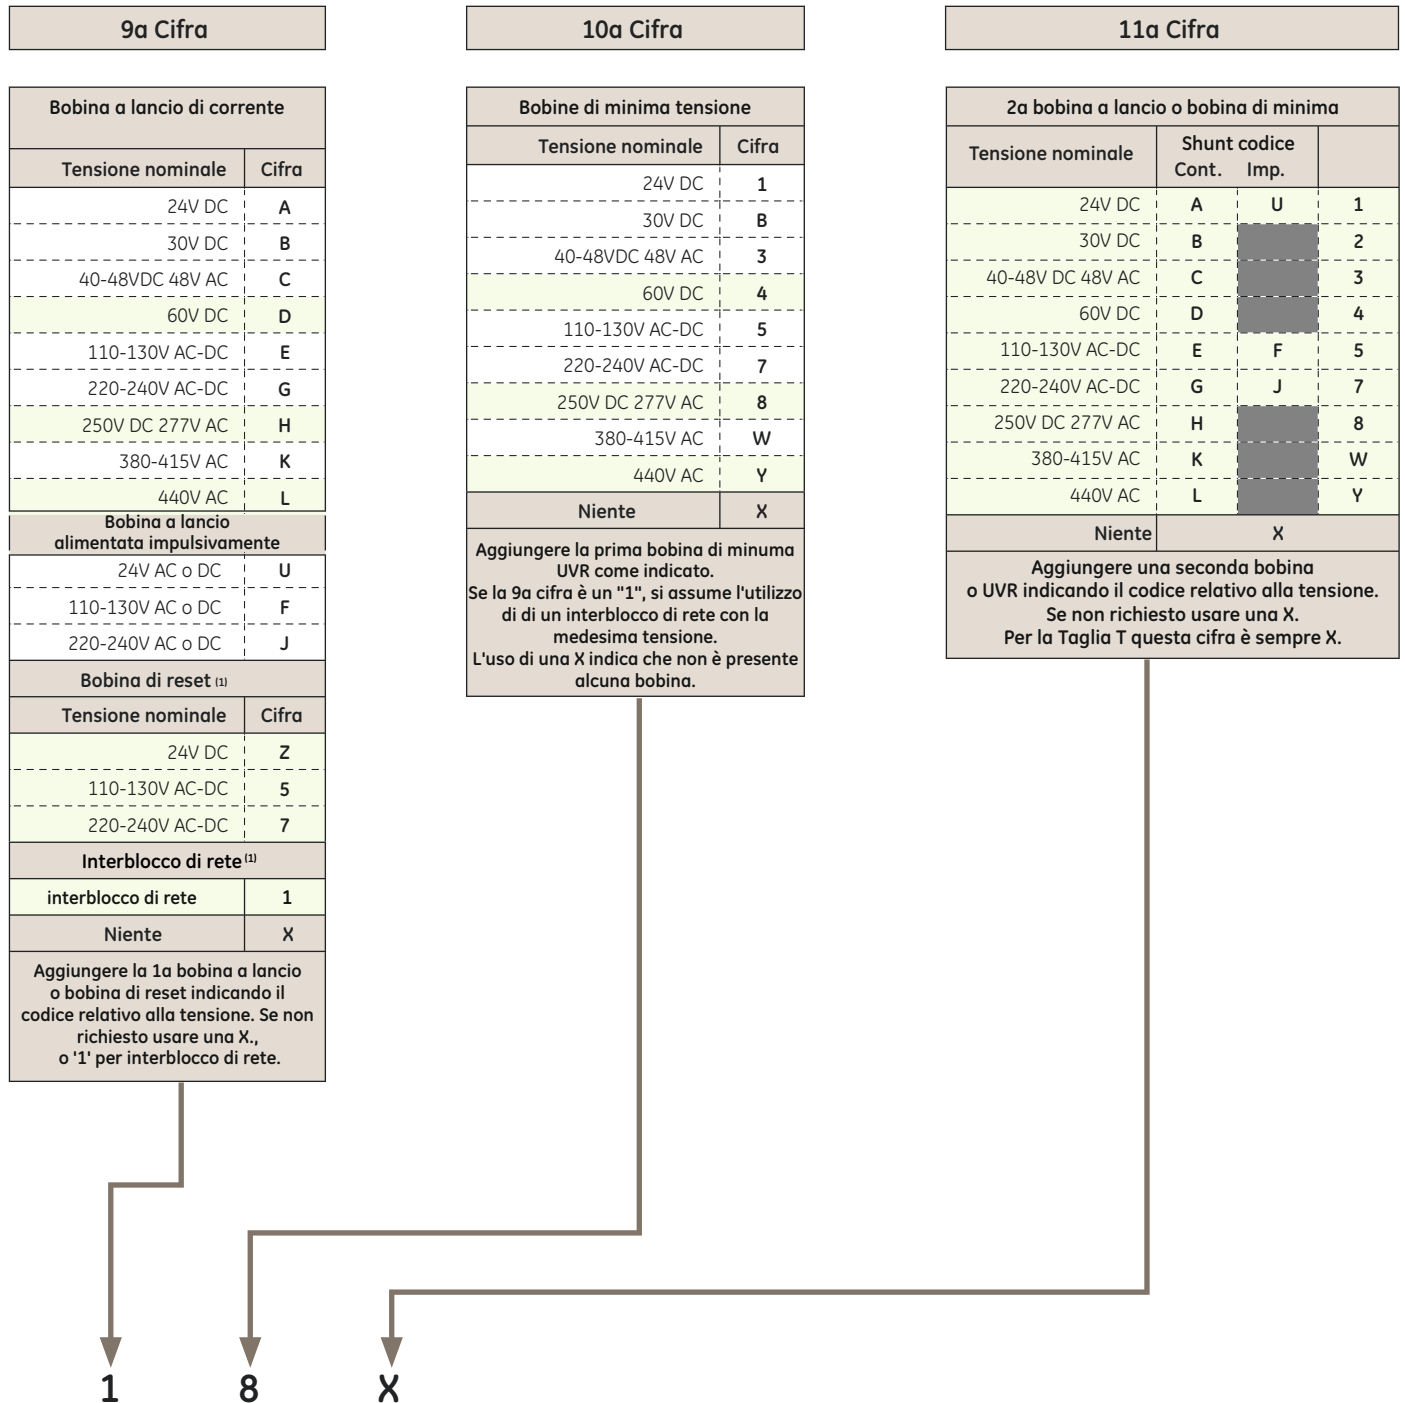 9a Cifra
Bobina a lancio di corrente
Tensione nominale Cifra
24V DC A
30V DC B
40-48VDC 48V AC C
60V DC D
110-130V AC-DC E
220-240V AC-DC G
250V DC 277V AC H
380-415V AC K
440V AC L
Bobina a lancio
alimentata impulsivamente
24V AC o DC U
110-130V AC o DC F
220-240V AC o DC J
Bobina di reset (1)
Tensione nominale Cifra
24V DC Z
110-130V AC-DC 5
220-240V AC-DC 7
Interblocco di rete (1)
interblocco di rete 1
Niente X
Aggiungere la 1a bobina a lancio
o bobina di reset indicando il
codice relativo alla tensione. Se non
richiesto usare una X.,
o '1' per interblocco di rete.
10a Cifra
Bobine di minima tensione
Tensione nominale Cifra
24V DC 1
30V DC B
40-48VDC 48V AC 3
60V DC 4
110-130V AC-DC 5
220-240V AC-DC 7
250V DC 277V AC 8
380-415V AC W
440V AC Y
Niente X
Aggiungere la prima bobina di minuma
UVR come indicato.
Se la 9a cifra è un "1", si assume l'utilizzo
di di un interblocco di rete con la
medesima tensione.
L'uso di una X indica che non è presente
alcuna bobina.
11a Cifra
2a bobina a lancio o bobina di minima
Tensione nominale Shunt codice
Cont. Imp.
24V DC A U 1
30V DC B 2
40-48V DC 48V AC C 3
60V DC D 4
110-130V AC-DC E F 5
220-240V AC-DC G J 7
250V DC 277V AC H 8
380-415V AC K W
440V AC L Y
Niente X
Aggiungere una seconda bobina
o UVR indicando il codice relativo alla tensione.
Se non richiesto usare una X.
Per la Taglia T questa cifra è sempre X.
1 8 X